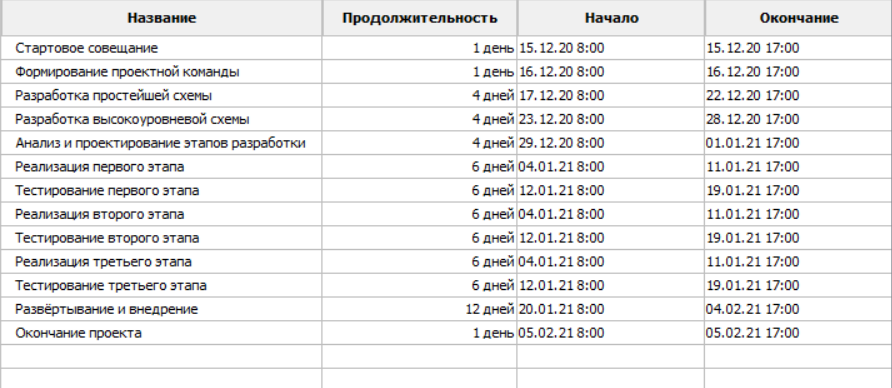 Название Продолжительность Начало Окончание
Стартовое совещание 1 день 15.12.20 8:00 15.12.20 17:00
Формирование проектной команды 1 день 16.12.20 8:00 16.12.20 17:00
Разработка простейшей схемы 4 дней 17.12.20 8:00 22.12.20 17:00
Разработка высокоуровневой схемы 4 дней 23.12.20 8:00 28.12.20 17:00
Анализ и проектирование этапов разработки 4 дней 29.12.20 8:00 01.01.21 17:00
Реализация первого этапа 6 дней 04.01.21 8:00 11.01.21 17:00
Тестирование первого этапа 6 дней 12.01.21 8:00 19.01.21 17:00
Реализация второго этапа 6 дней 04.01.21 8:00 11.01.21 17:00
Тестирование второго этапа 6 дней 12.01.21 8:00 19.01.21 17:00
Реализация третьего этапа 6 дней 04.01.21 8:00 11.01.21 17:00
Тестирование третьего этапа 6 дней 12.01.21 8:00 19.01.21 17:00
Развёртывание и внедрение 12 дней 20.01.21 8:00 04.02.21 17:00
Окончание проекта 1 день 05.02.21 8:00 05.02.21 17:00